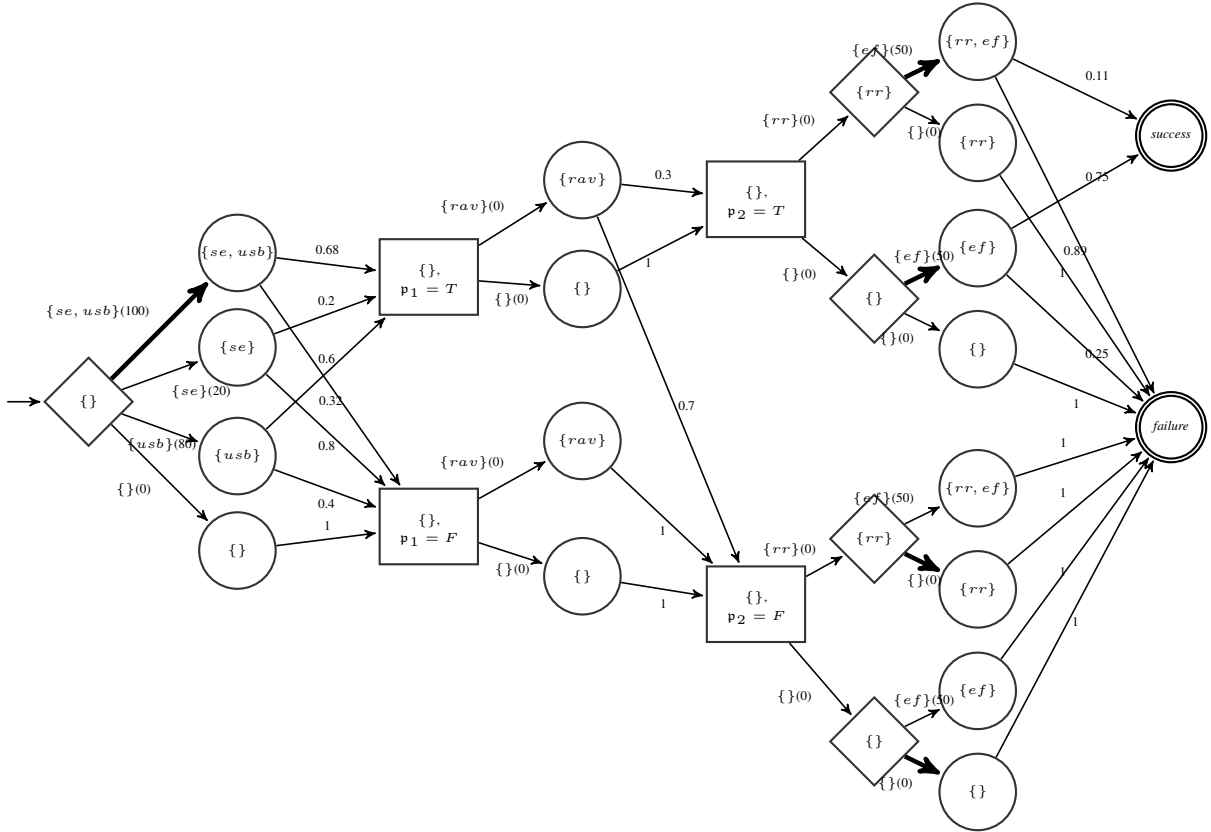 {se, usb}(100)
{}
{se}(20)
{usb}(80)
{}(0)
{se, usb}
{se}
{usb}
{}
0.68
0.2
0.6
0.32
0.8
0.4
1
{},
𝔭1 = T
{},
𝔭1 = F
{rav}(0)
{}(0)
{rav}(0)
{}(0)
{rav}
{}
{rav}
{}
0.3
1
0.7
1
1
{},
𝔭2 = T
{},
𝔭2 = F
{rr}(0)
{}(0)
{rr}(0)
{}(0)
{ef}(50)
{rr}
{}(0)
{ef}(50)
{}
{}(0)
{ef}(50)
{rr}
{}(0)
{ef}(50)
{}
{}(0)
{rr, ef}
{rr}
{ef}
{}
{rr, ef}
{rr}
{ef}
{}
0.11
0.75
0.89
1
0.25
1
1
1
1
1
success
failure